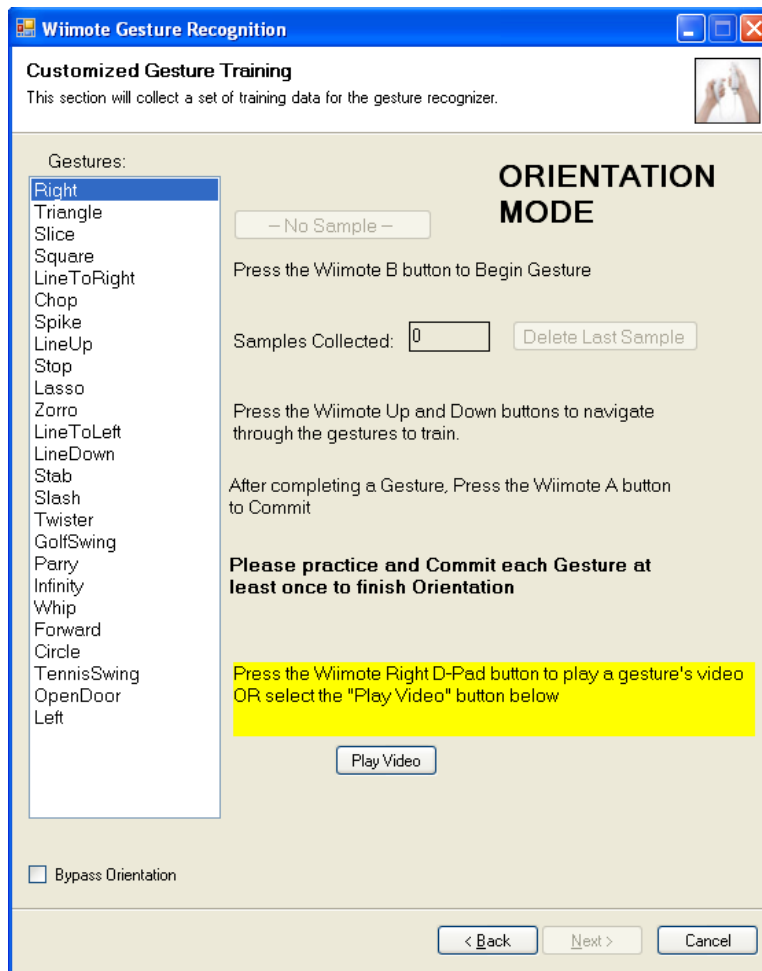 Wiimote Gesture Recognition
Customized Gesture Training
This section will collect a set of training data for the gesture recognizer.
Gestures:
Right
Triangle
Slice
Square
LineToRight
Chop
Spike
LineUp
Stop
Lasso
Zorro
LineToLeft
LineDown
Stab
Slash
Twister
GolfSwing
Parry
Infinity
Whip
Forward
Circle
TennisSwing
OpenDoor
Left
ORIENTATION
MODE
– No Sample –
Press the Wiimote B button to Begin Gesture
Samples Collected: 0 Delete Last Sample
Press the Wiimote Up and Down buttons to navigate
through the gestures to train.
After completing a Gesture, Press the Wiimote A button
to Commit
Please practice and Commit each Gesture at
least once to finish Orientation
Press the Wiimote Right D-Pad button to play a gesture's video
OR select the "Play Video" button below
Play Video
Bypass Orientation
< Back Next > Cancel